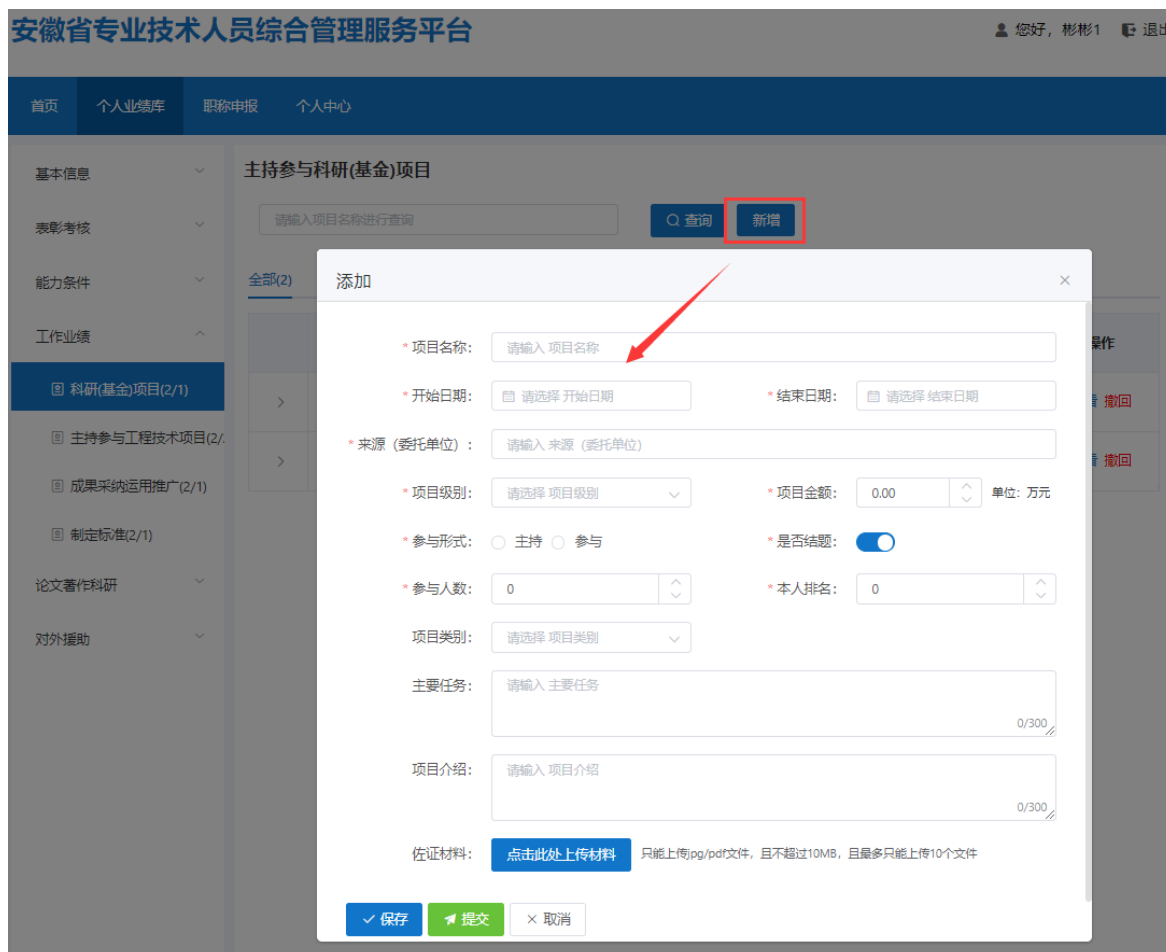 安徽省专业技术人员综合管理服务平台
您好，彬彬1 退出
首页 个人业绩库 职称申报 个人中心
基本信息
表彰考核
能力条件
工作业绩
科研(基金)项目(2/1)
主持参与工程技术项目(2/
成果采纳运用推广(2/1)
制定标准(2/1)
论文著作科研
对外援助
主持参与科研(基金)项目
请输入项目名称进行查询 查询 新增
全部(2)
操作
撤回
撤回
添加
* 项目名称： 请输入 项目名称
* 开始日期： 请选择 开始日期 * 结束日期： 请选择 结束日期
* 来源（委托单位）： 请输入 来源（委托单位）
* 项目级别： 请选择 项目级别 * 项目金额： 0.00 单位：万元
* 参与形式： 主持 参与 * 是否结题：
* 参与人数： 0 * 本人排名： 0
项目类别： 请选择 项目类别
主要任务： 请输入 主要任务
0/300
项目介绍： 请输入 项目介绍
0/300
佐证材料： 点击此处上传材料 只能上传jpg/pdf文件，且不超过10MB，且最多只能上传10个文件
保存 提交 取消